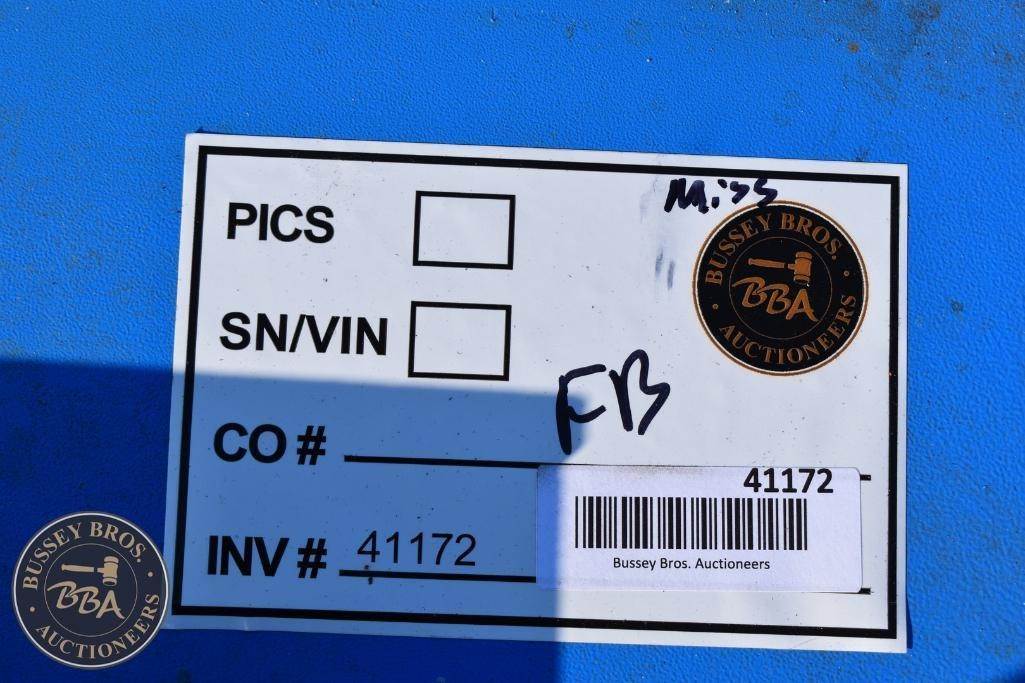 Miss
PICS
BUSSEY BROS.
BBA
AUCTIONEERS
SN/VIN
FB
CO #
41172
INV # 41172
Bussey Bros. Auctioneers
BUSSEY BROS.
BBA
AUCTIONEERS